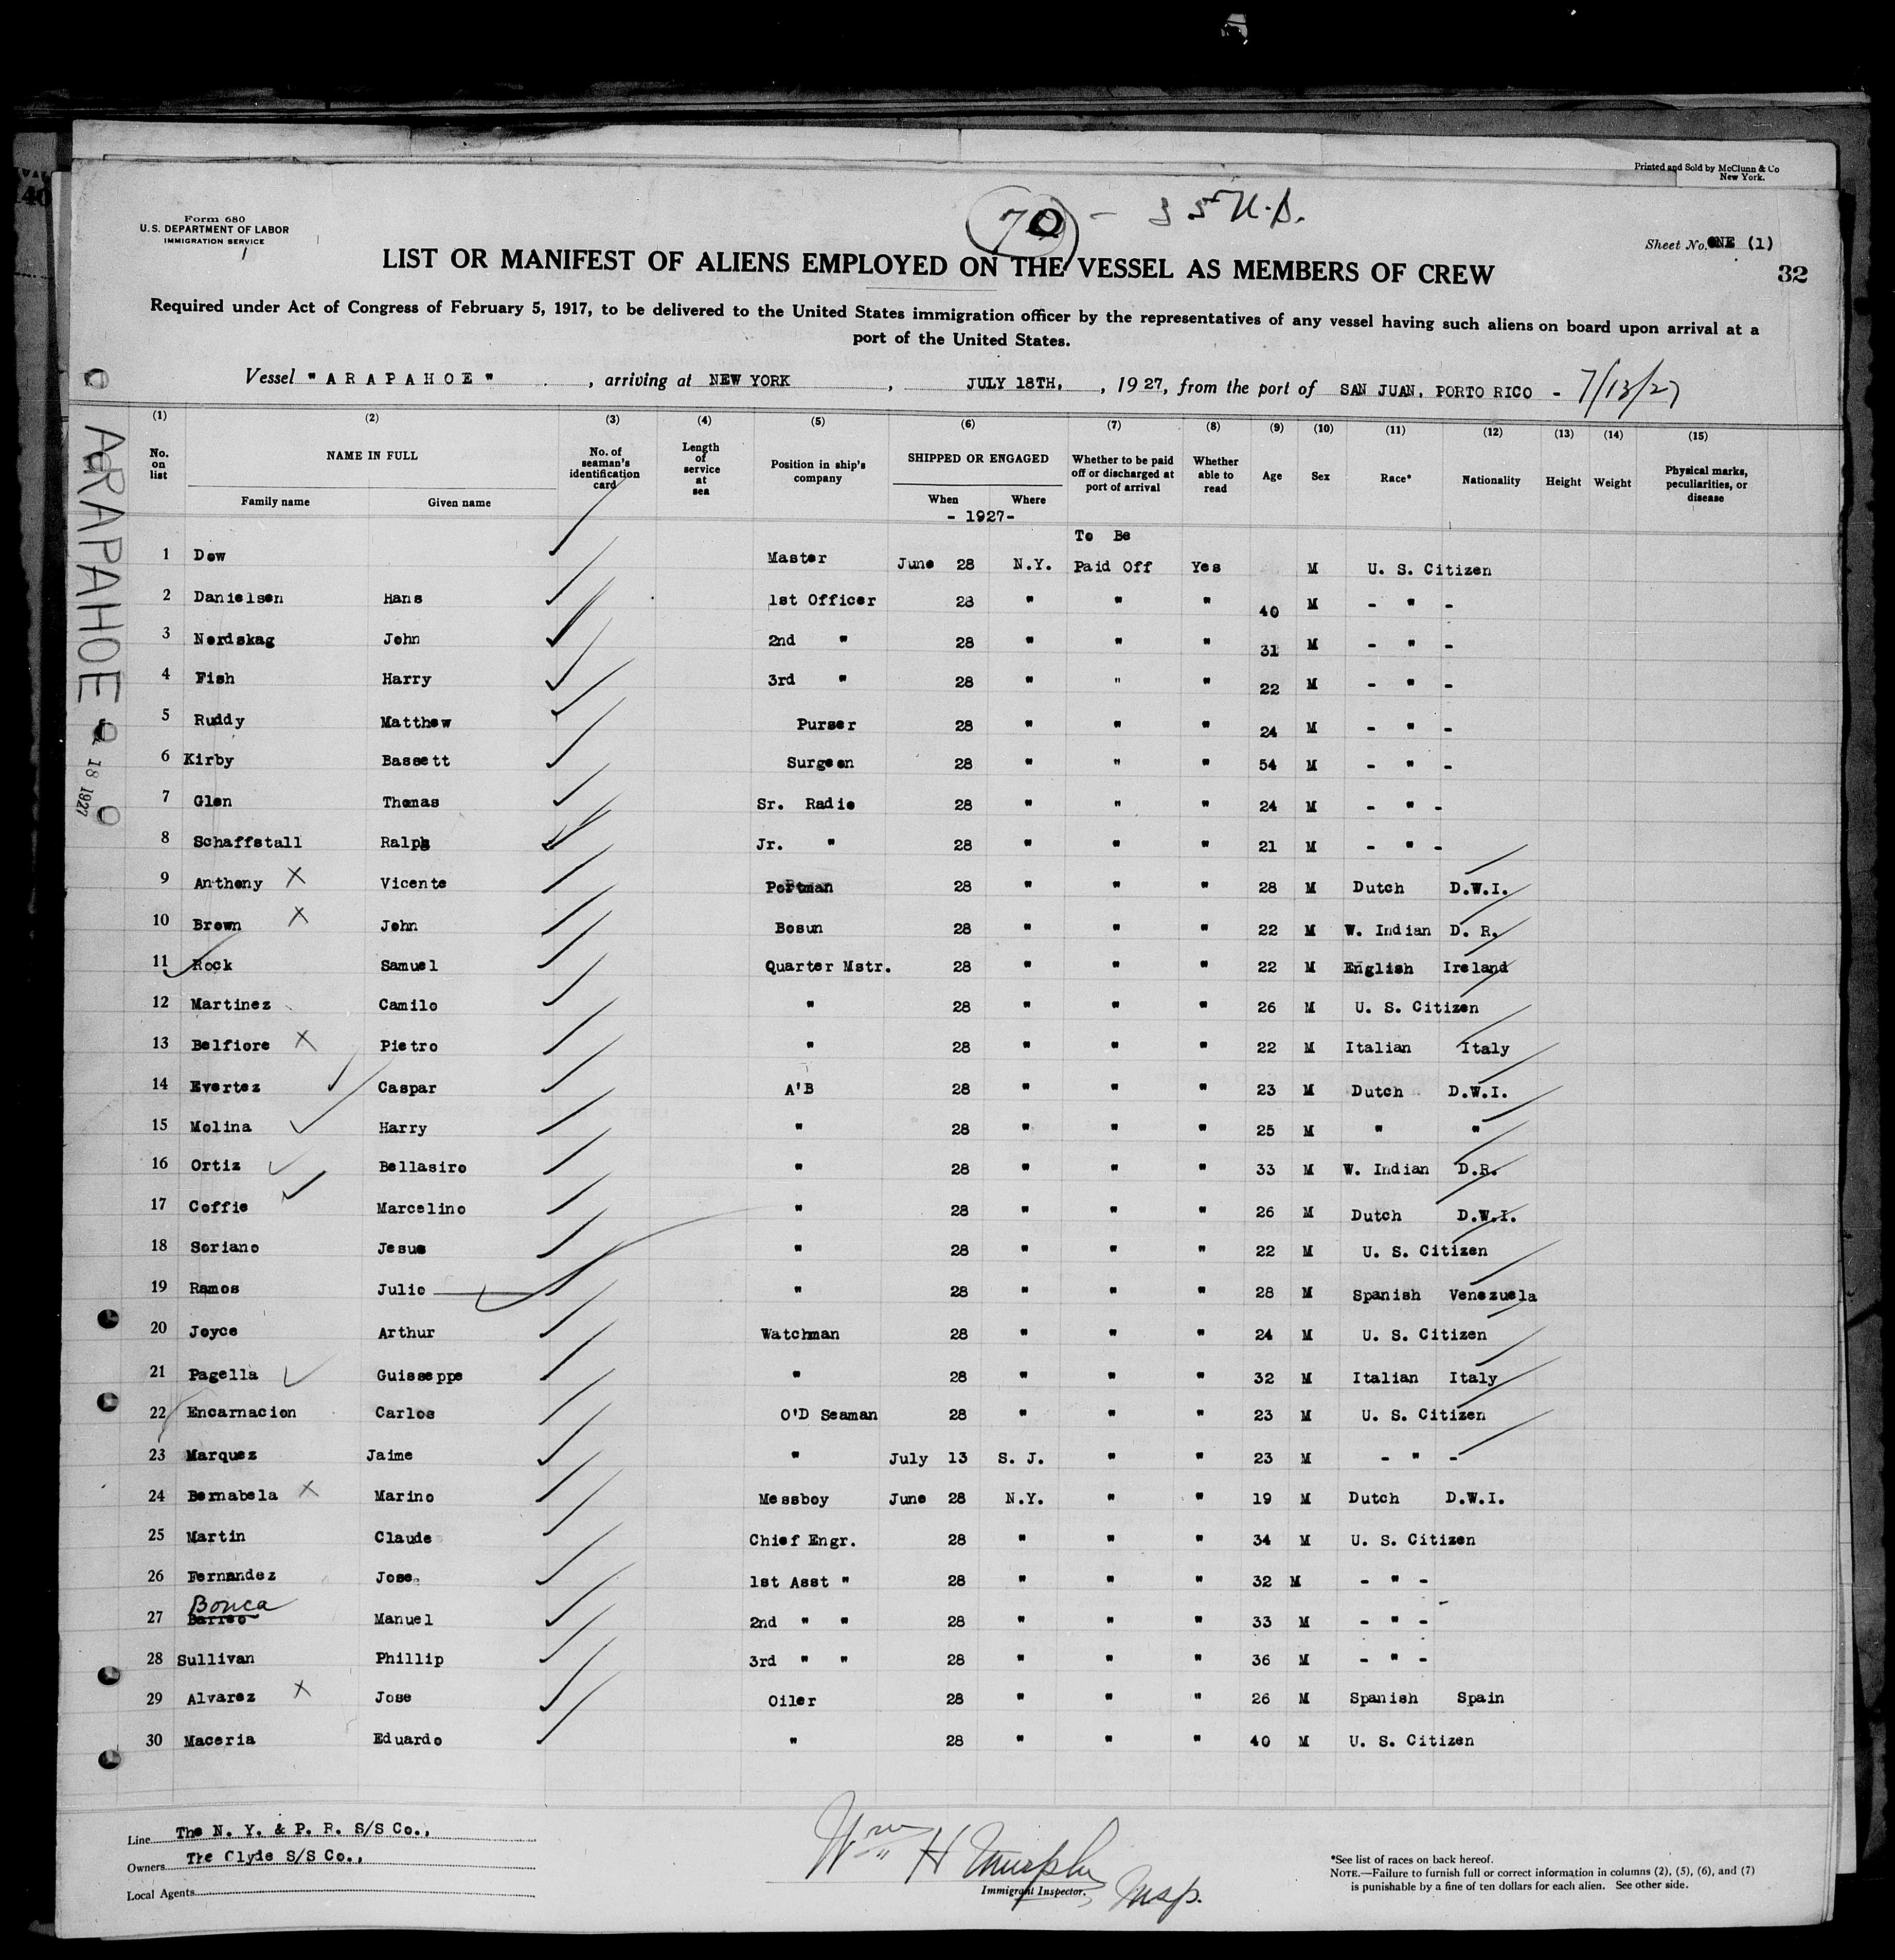 Printed and Sold by McClunn & Co
New York.
Form 680
U.S. DEPARTMENT OF LABOR
IMMIGRATION SERVICE
1
70 - 35 U.S.
Sheet No. ONE (1)
32
LIST OR MANIFEST OF ALIENS EMPLOYED ON THE VESSEL AS MEMBERS OF CREW
Required under Act of Congress of February 5, 1917, to be delivered to the United States immigration officer by the representatives of any vessel having such aliens on board upon arrival at a
port of the United States.
Vessel "ARAPAHOE", arriving at NEW YORK, JULY 18TH, , 1927, from the port of SAN JUAN, PORTO RICO - 7/13/27
ARAPAHOE
18 1927
(1) (2) (3) (4) (5) (6) (7) (8) (9) (10) (11) (12) (13) (14) (15)
No. on list NAME IN FULL No. of seaman's identification card Length of service at sea Position in ship's company SHIPPED OR ENGAGED Whether to be paid off or discharged at port of arrival Whether able to read Age Sex Race* Nationality Height Weight Physical marks, peculiarities, or disease
Family name Given name When Where
- 1927-
To Be
1 Dow Master June 28 N.Y. Paid Off Yes M U. S. Citizen
2 Danielsen Hans 1st Officer 28 " " " 40 M - " -
3 Nordskag John 2nd " 28 " " " 31 M - " -
4 Fish Harry 3rd " 28 " " " 22 M - " -
5 Ruddy Matthew Purser 28 " " " 24 M - " -
6 Kirby Bassett Surgeon 28 " " " 54 M - " -
7 Glen Thomas Sr. Radio 28 " " " 24 M - " -
8 Schaffstall Ralph Jr. " 28 " " " 21 M - " -
9 Anthony X Vicente Portman 28 " " " 28 M Dutch D.W.I.
10 Brown X John Bosun 28 " " " 22 M W. Indian D. R.
11 Rock Samuel Quarter Mstr. 28 " " " 22 M English Ireland
12 Martinez Camilo " 28 " " " 26 M U. S. Citizen
13 Belfiore X Pietro " 28 " " " 22 M Italian Italy
14 Evertez Caspar A'B 28 " " " 23 M Dutch D.W.I.
15 Molina Harry " 28 " " " 25 M " "
16 Ortiz Bellasiro " 28 " " " 33 M W. Indian D.R.
17 Coffie Marcelino " 28 " " " 26 M Dutch D.W.I.
18 Soriano Jesus " 28 " " " 22 M U. S. Citizen
19 Ramos Julio " 28 " " " 28 M Spanish Venezuela
20 Joyce Arthur Watchman 28 " " " 24 M U. S. Citizen
21 Pagella Guisseppe " 28 " " " 32 M Italian Italy
22 Encarnacion Carlos O'D Seaman 28 " " " 23 M U. S. Citizen
23 Marquez Jaime " July 13 S. J. " " 23 M - " -
24 Bernabela X Marino Messboy June 28 N.Y. " " 19 M Dutch D.W.I.
25 Martin Claude Chief Engr. 28 " " " 34 M U. S. Citizen
26 Fernandez Jose 1st Asst " 28 " " " 32 M - " -
Bonca
27 Barreo Manuel 2nd " " 28 " " " 33 M - " -
28 Sullivan Phillip 3rd " " 28 " " " 36 M - " -
29 Alvarez X Jose Oiler 28 " " " 26 M Spanish Spain
30 Maceria Eduardo " 28 " " " 40 M U. S. Citizen
Line The N. Y. & P. R. S/S Co.,
Owners The Clyde S/S Co.,
Local Agents
Wm H Murphy Insp.
Immigrant Inspector.
*See list of races on back hereof.
NOTE.—Failure to furnish full or correct information in columns (2), (5), (6), and (7)
is punishable by a fine of ten dollars for each alien. See other side.